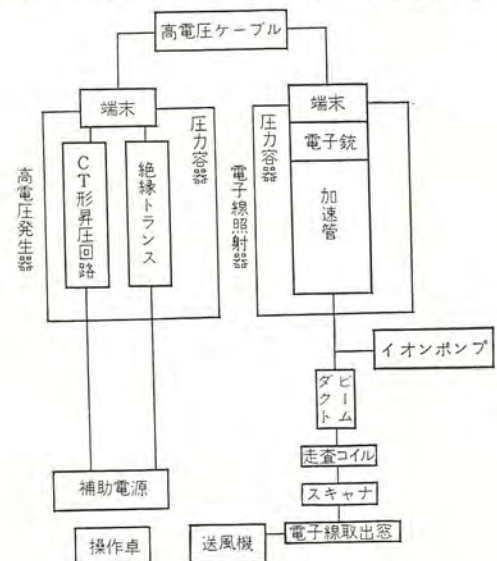 高電圧ケーブル
端末
CT形昇圧回路
絶縁トランス
圧力容器
高電圧発生器
端末
電子銃
加速管
圧力容器
電子線照射器
イオンポンプ
ビーム
ダクト
走査コイル
スキャナ
電子線取出窓
送風機
補助電源
操作卓